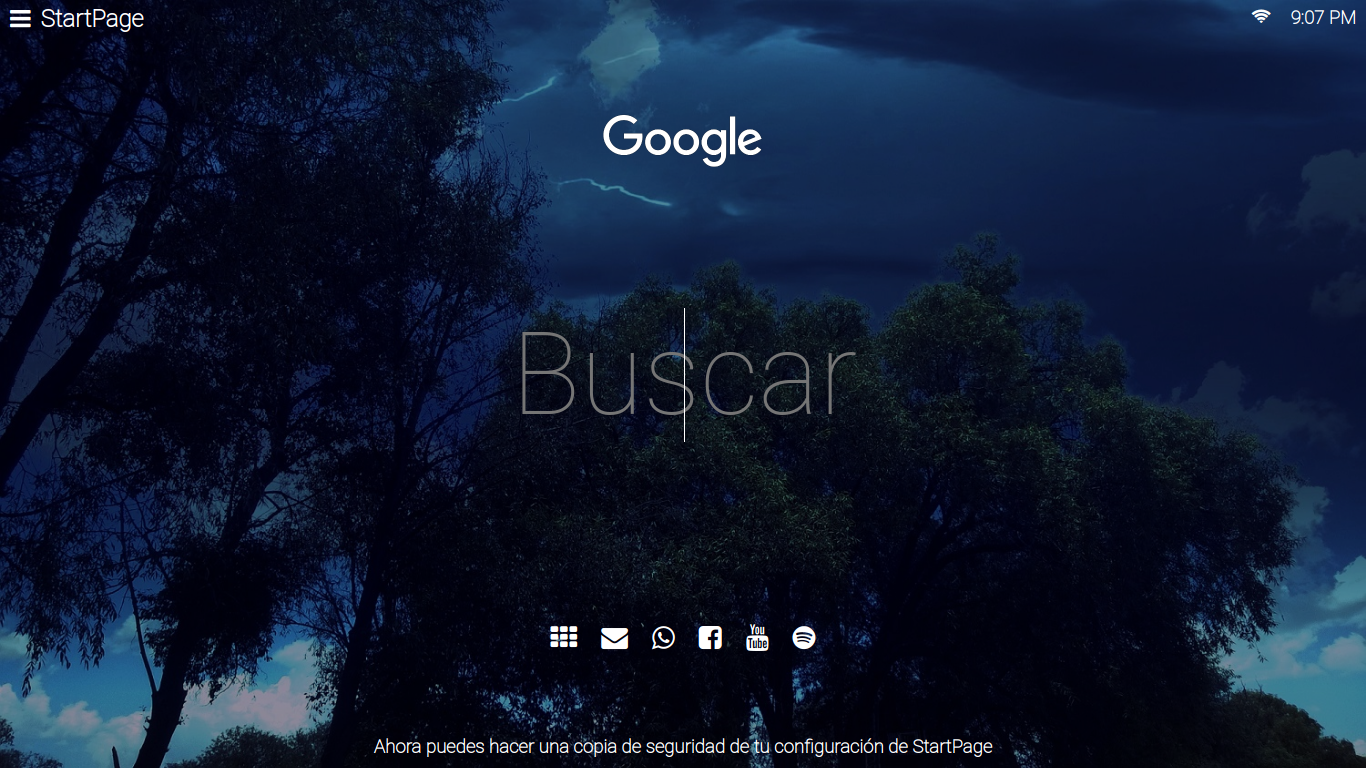 StartPage
9:07 PM
Google
Buscar
You
Tube
Ahora puedes hacer una copia de seguridad de tu configuración de StartPage